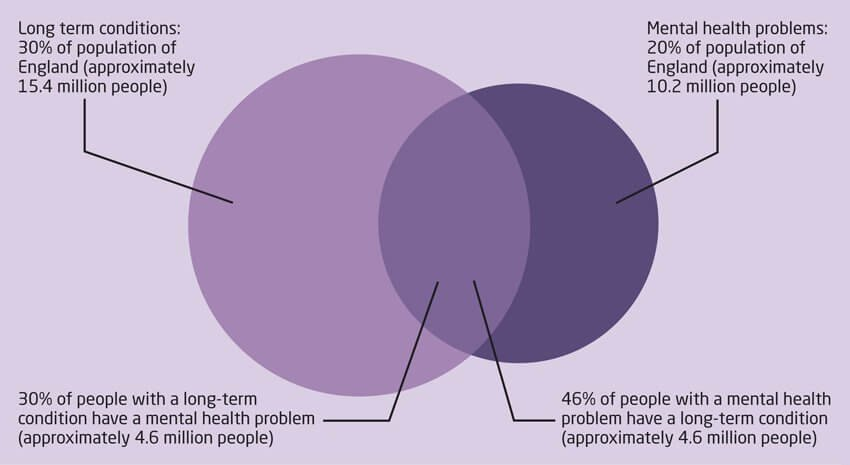 Long term conditions:
30% of population of
England (approximately
15.4 million people)
Mental health problems:
20% of population of
England (approximately
10.2 million people)
30% of people with a long-term
condition have a mental health problem
(approximately 4.6 million people)
46% of people with a mental health
problem have a long-term condition
(approximately 4.6 million people)